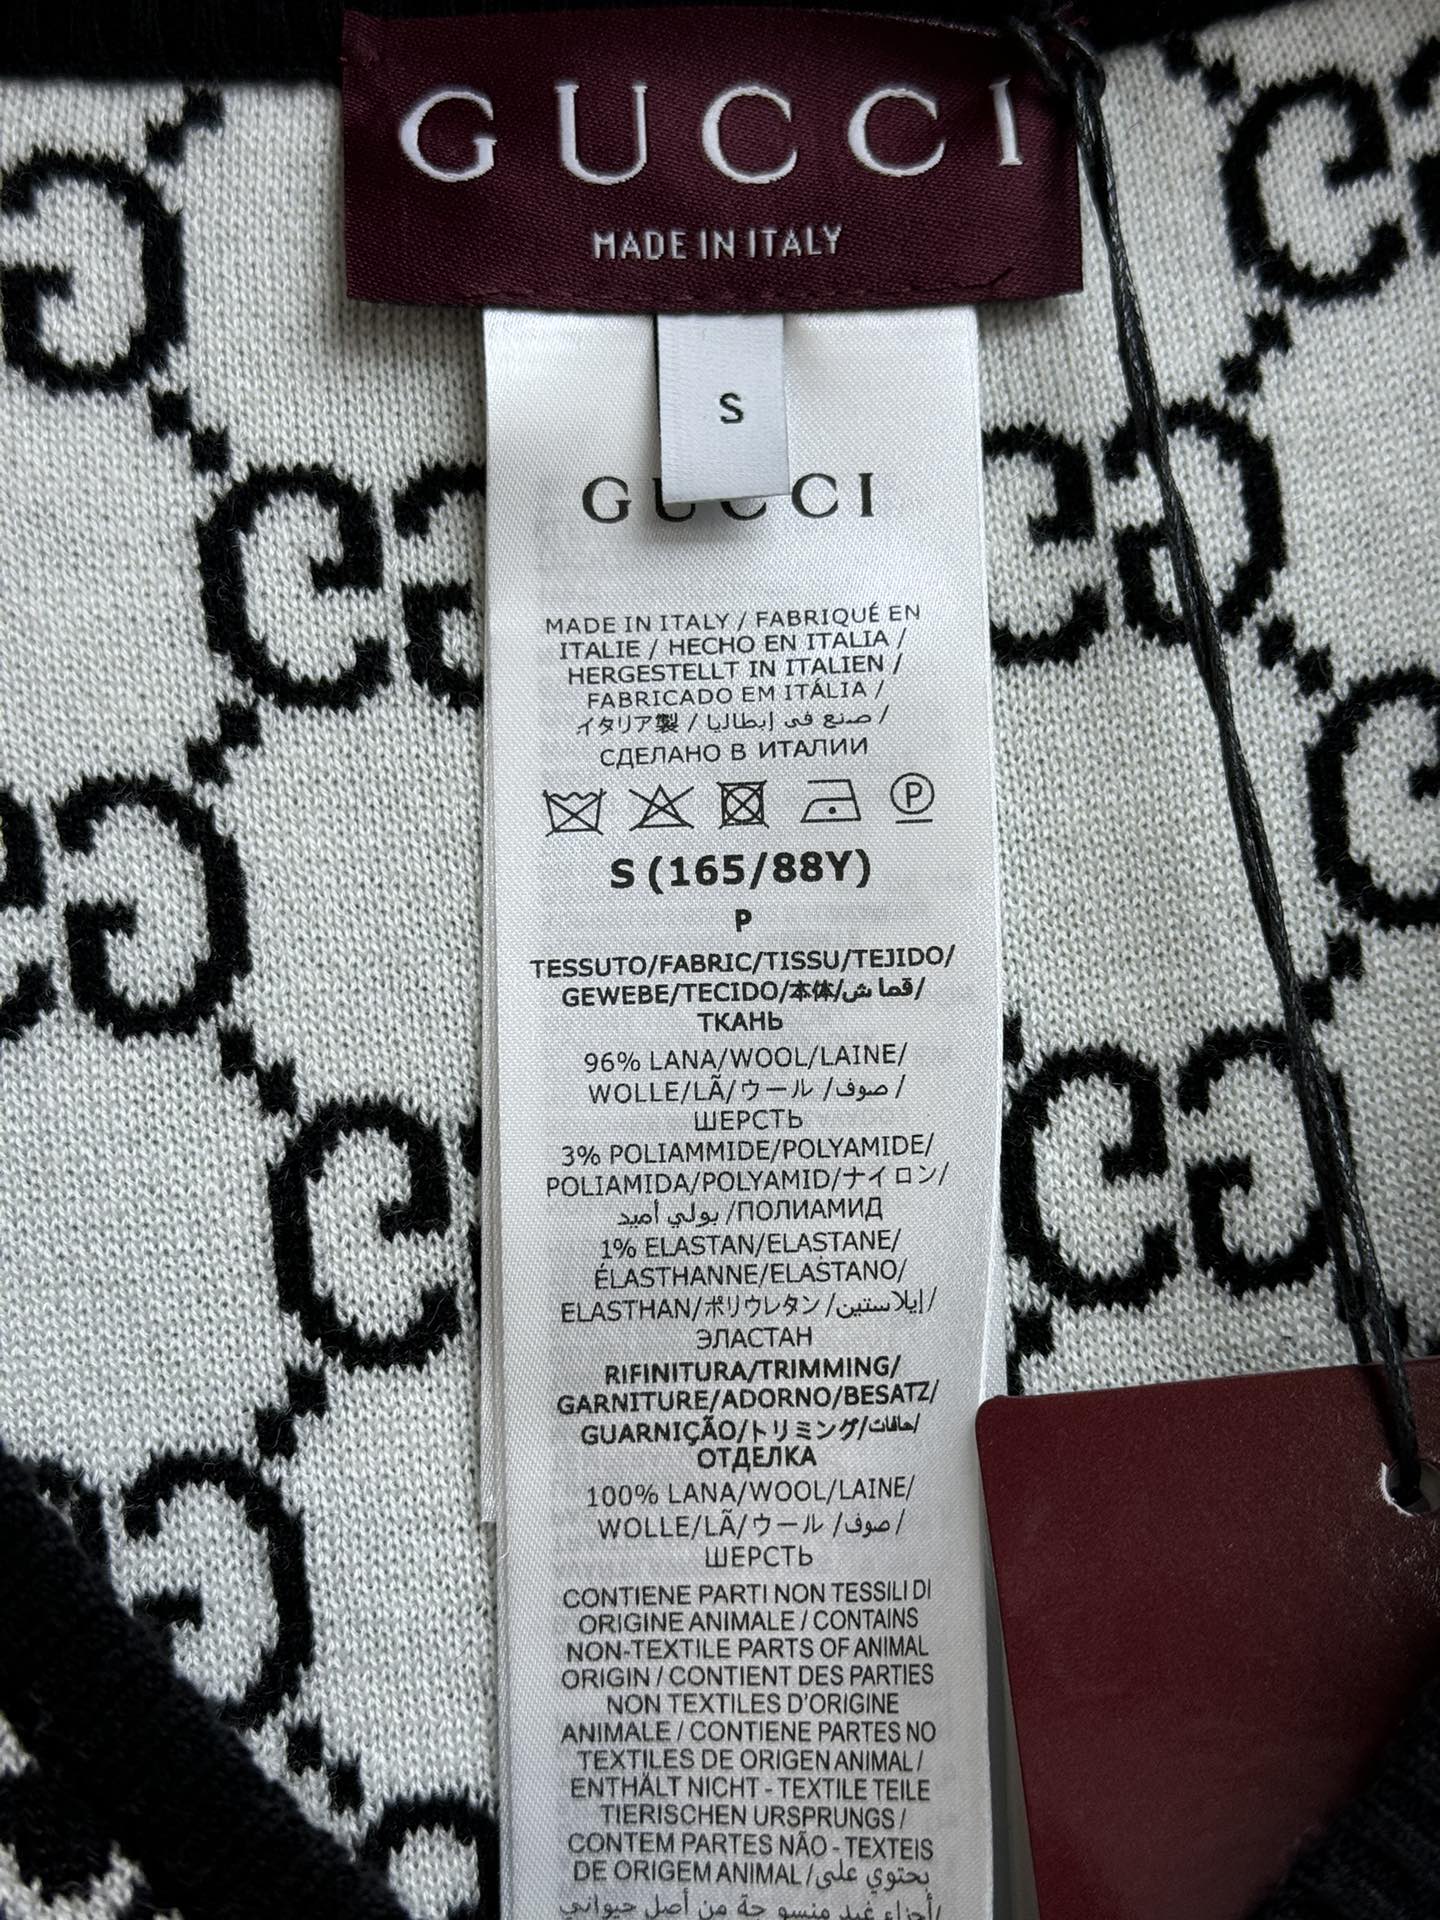 GUCCI
MADE IN ITALY
S
GUCCI
MADE IN ITALY / FABRIQUÉ EN
ITALIE / HECHO EN ITALIA /
HERGESTELLT IN ITALIEN /
FABRICADO EM ITÁLIA /
イタリア製 / صنع في إيطاليا /
СДЕЛАНО В ИТАЛИИ
P
S (165/88Y)
P
TESSUTO/FABRIC/TISSU/TEJIDO/
GEWEBE/TECIDO/本体/قماش/
ТКАНЬ
96% LANA/WOOL/LAINE/
WOLLE/LÃ/ウール /صوف/
ШЕРСТЬ
3% POLIAMMIDE/POLYAMIDE/
POLIAMIDA/POLYAMID/ナイロン/
بولي أميد/ПОЛИАМИД
1% ELASTAN/ELASTANE/
ÉLASTHANNE/ELASTANO/
ELASTHAN/ポリウレタン /إيلاستين/
ЭЛАСТАН
RIFINITURA/TRIMMING/
GARNITURE/ADORNO/BESATZ/
GUARNIÇÃO/トリミング/حافات/
ОТДЕЛКА
100% LANA/WOOL/LAINE/
WOLLE/LÃ/ウール /صوف/
ШЕРСТЬ
CONTIENE PARTI NON TESSILI DI
ORIGINE ANIMALE / CONTAINS
NON-TEXTILE PARTS OF ANIMAL
ORIGIN / CONTIENT DES PARTIES
NON TEXTILES D'ORIGINE
ANIMALE / CONTIENE PARTES NO
TEXTILES DE ORIGEN ANIMAL /
ENTHÄLT NICHT - TEXTILE TEILE
TIERISCHEN URSPRUNGS /
CONTEM PARTES NÃO - TEXTEIS
DE ORIGEM ANIMAL / يحتوي على
أجزاء غير منسوجة من أصل حيواني/